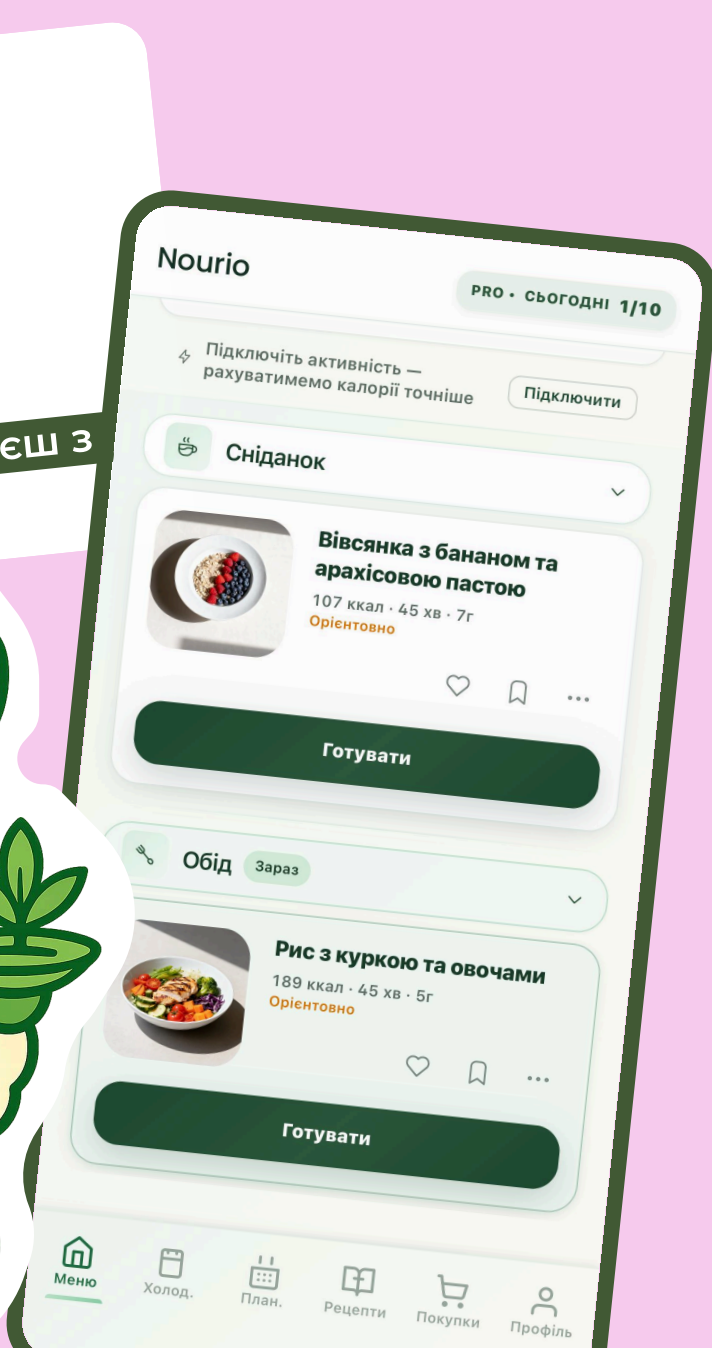 Nourio
PRO • СЬОГОДНІ 1/10
Підключіть активність —
рахуватимемо калорії точніше
Підключити
ЄШ З
Сніданок
Вівсянка з бананом та
арахісовою пастою
107 ккал · 45 хв · 7г
Орієнтовно
Готувати
Обід
Зараз
Рис з куркою та овочами
189 ккал · 45 хв · 5г
Орієнтовно
Готувати
Меню
Холод.
План.
Рецепти
Покупки
Профіль